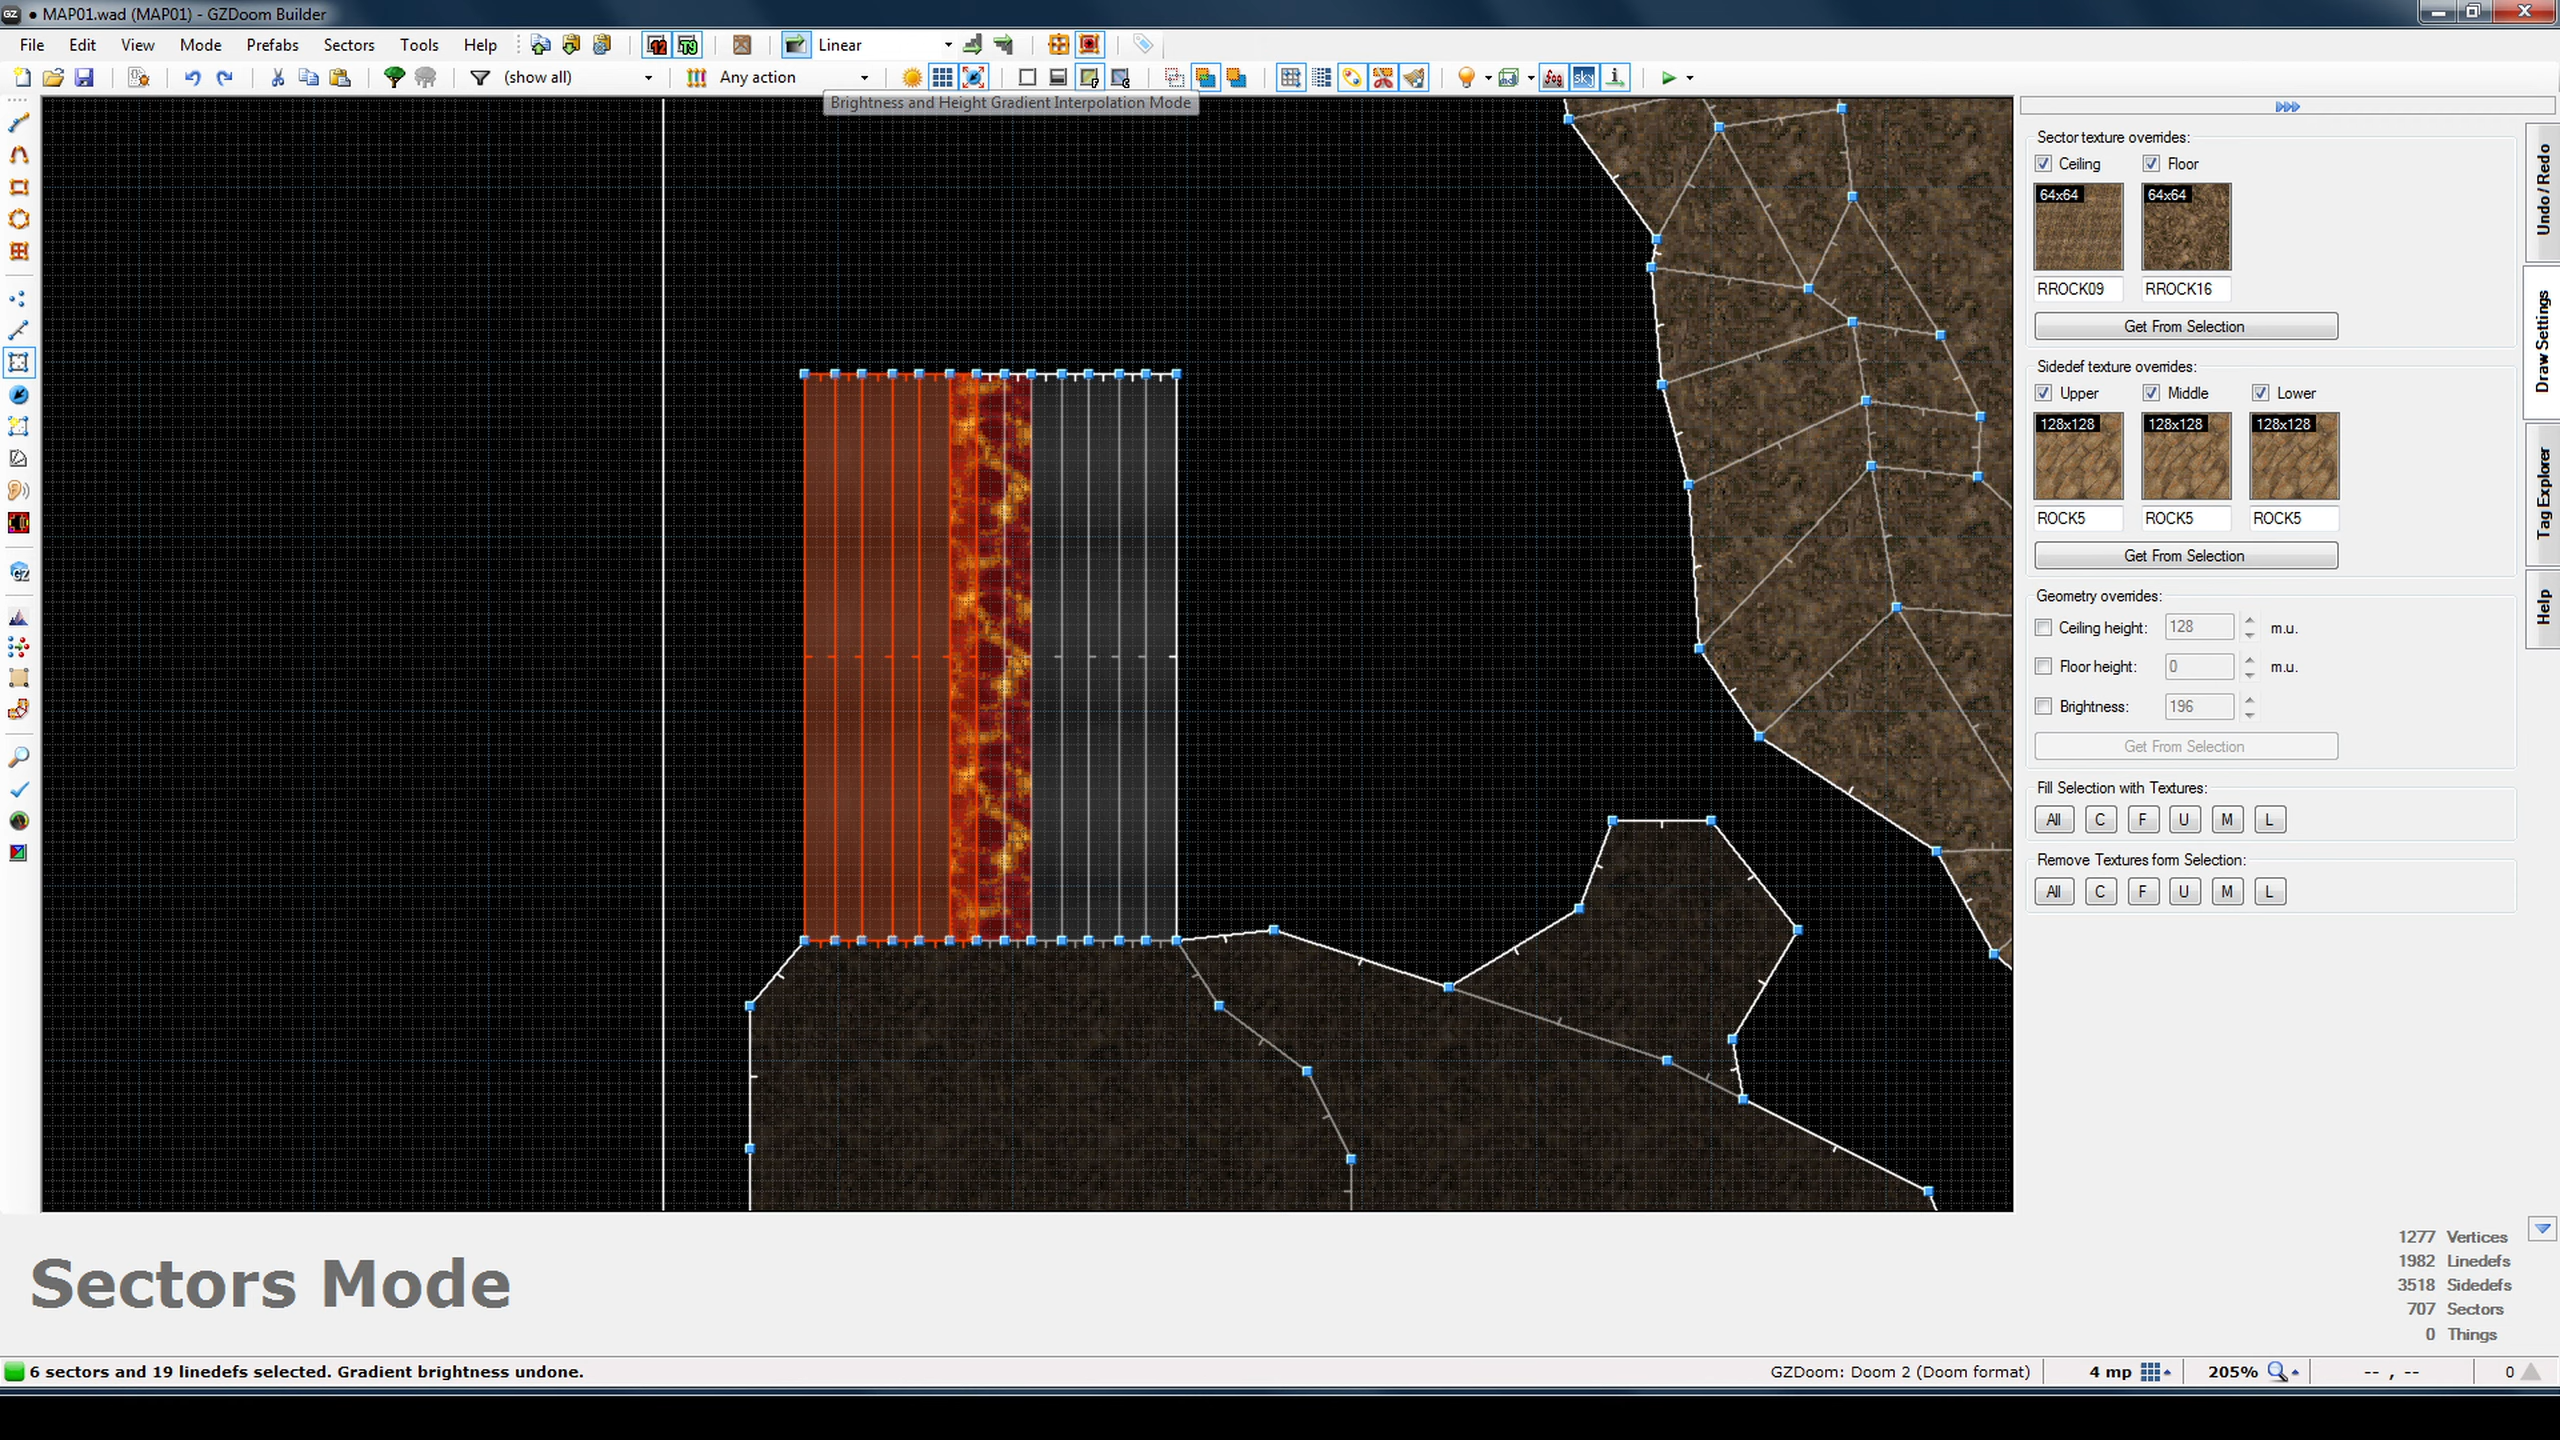 MAP01.wad (MAP01) - GZDoom Builder
File Edit View Mode Prefabs Sectors Tools Help Linear
(show all) Any action fog sky
Brightness and Height Gradient Interpolation Mode
Sector texture overrides:
Ceiling Floor
64x64 64x64
RROCK09 RROCK16
Get From Selection
Sidedef texture overrides:
Upper Middle Lower
128x128 128x128 128x128
ROCK5 ROCK5 ROCK5
Get From Selection
Geometry overrides:
Ceiling height: 128 m.u.
Floor height: 0 m.u.
Brightness: 196
Get From Selection
Fill Selection with Textures:
All C F U M L
Remove Textures form Selection:
All C F U M L
Undo / Redo
Draw Settings
Tag Explorer
Help
Sectors Mode
1277 Vertices
1982 Linedefs
3518 Sidedefs
707 Sectors
0 Things
6 sectors and 19 linedefs selected. Gradient brightness undone. GZDoom: Doom 2 (Doom format) 4 mp 205% -- , -- 0